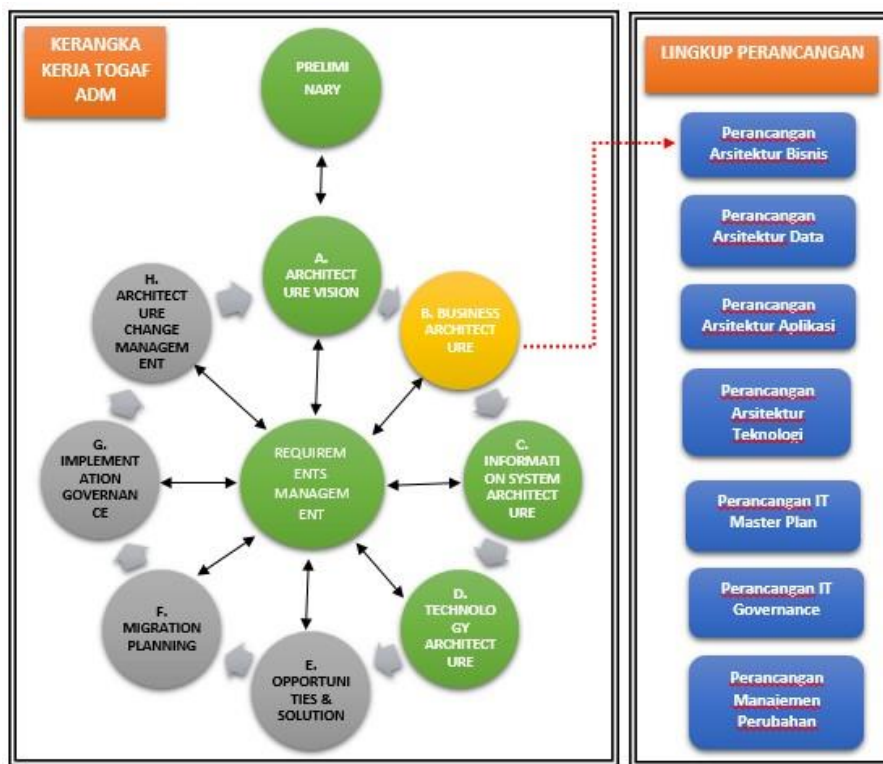 KERANGKA
KERJA TOGAF
ADM
PRELIMI
NARY
A.
ARCHITECT
URE VISION
B. BUSINESS
ARCHITECT
URE
C.
INFORMATI
ON SYSTEM
ARCHITECT
URE
D.
TECHNOLO
GY
ARCHITECT
URE
E.
OPPORTUNI
TIES &
SOLUTION
F.
MIGRATION
PLANNING
G.
IMPLEMENT
ATION
GOVERNAN
CE
H.
ARCHITECT
URE
CHANGE
MANAGEM
ENT
REQUIREM
ENTS
MANAGEM
ENT
LINGKUP PERANCANGAN
Perancangan
Arsitektur Bisnis
Perancangan
Arsitektur Data
Perancangan
Arsitektur Aplikasi
Perancangan
Arsitektur
Teknologi
Perancangan IT
Master Plan
Perancangan IT
Governance
Perancangan
Manajemen
Perubahan